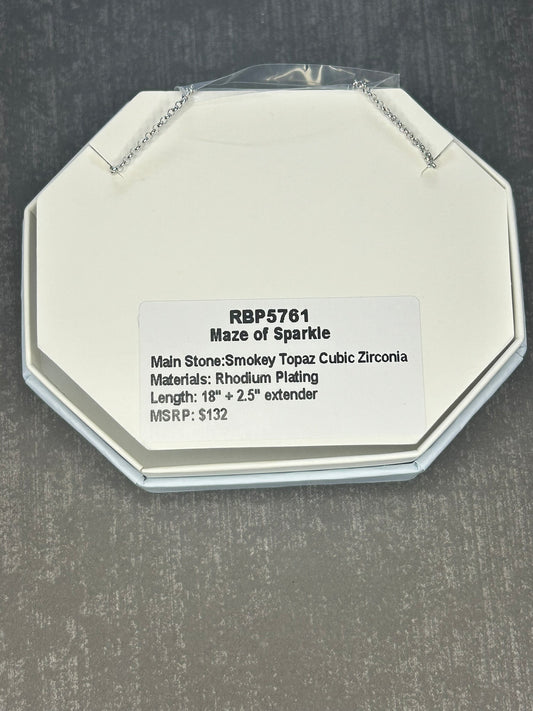 RBP5761
Maze of Sparkle
Main Stone:Smokey Topaz Cubic Zirconia
Materials: Rhodium Plating
Length: 18" + 2.5" extender
MSRP: $132